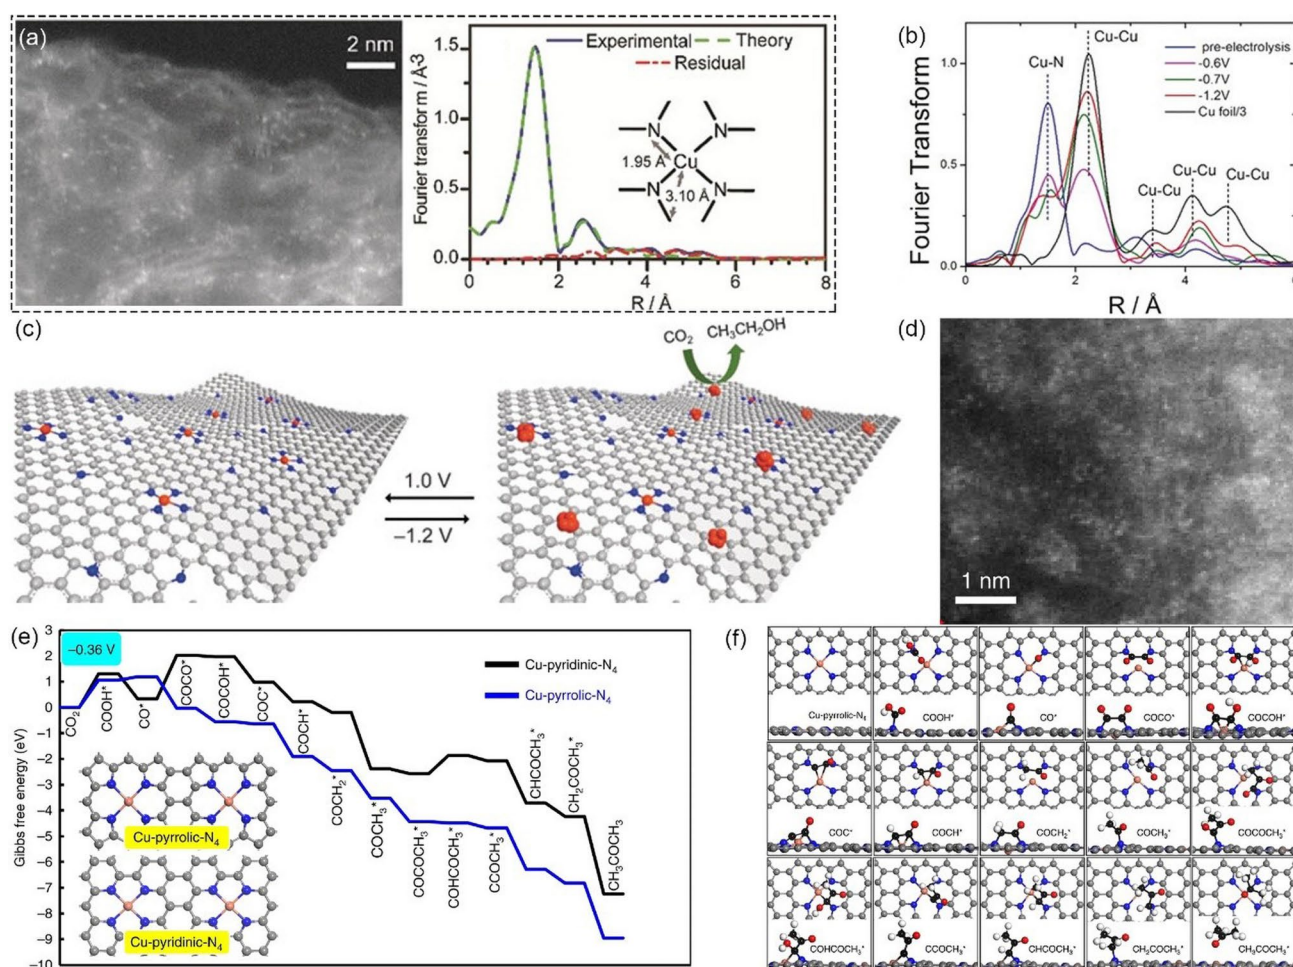 (a)
2 nm
Fourier transform / Å-3
1.5
1.0
0.5
0.0
Experimental
Theory
Residual
N
N
1.95 Å
Cu
N
3.10 Å
N
0
2
4
6
8
R / Å
(b)
Fourier Transform
1.0
0.5
0.0
Cu-N
Cu-Cu
pre-electrolysis
-0.6V
-0.7V
-1.2V
Cu foil/3
Cu-Cu
Cu-Cu
Cu-Cu
0
2
4
6
R / Å
(c)
CO2
CH3CH2OH
1.0 V
–1.2 V
(d)
1 nm
(e)
Gibbs free energy (eV)
3
2
1
0
–1
–2
–3
–4
–5
–6
–7
–8
–9
–10
–0.36 V
Cu-pyridinic-N4
Cu-pyrrolic-N4
CO2
COOH*
CO*
COCO*
COCOH*
COC*
COCH*
COCH2*
COCH3*
COCOCH3*
COHCOCH3*
CCOCH3*
CHCOCH3*
CH2COCH3*
CH3COCH3
Cu-pyrrolic-N4
Cu-pyridinic-N4
(f)
Cu-pyrrolic-N4
COOH*
CO*
COCO*
COCOH*
COC*
COCH*
COCH2*
COCH3*
COCOCH3*
COHCOCH3*
CCOCH3*
CHCOCH3*
CH3COCH3*